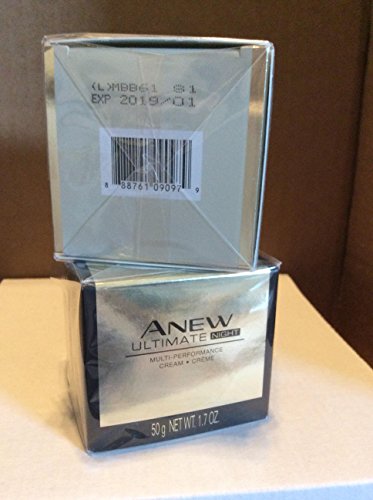 (L)MBB61 S1
EXP 2019/01
8 88761 09097 9
ANEW
ULTIMATE NIGHT
MULTI-PERFORMANCE
CREAM • CRÈME
50 g NET WT. 1.7 OZ.